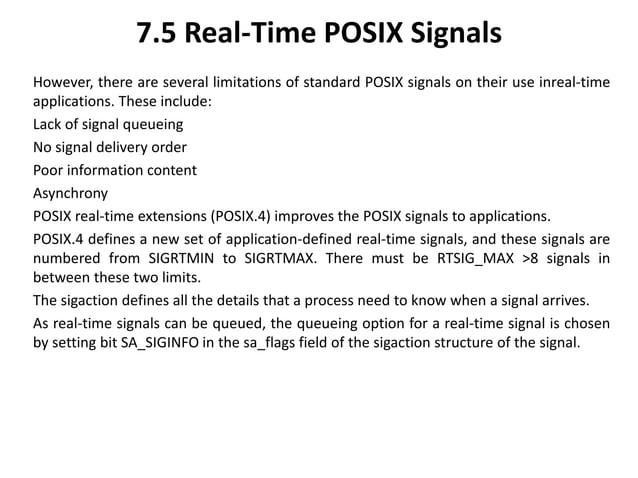 7.5 Real-Time POSIX Signals
However, there are several limitations of standard POSIX signals on their use inreal-time
applications. These include:
Lack of signal queueing
No signal delivery order
Poor information content
Asynchrony
POSIX real-time extensions (POSIX.4) improves the POSIX signals to applications.
POSIX.4 defines a new set of application-defined real-time signals, and these signals are
numbered from SIGRTMIN to SIGRTMAX. There must be RTSIG_MAX >8 signals in
between these two limits.
The sigaction defines all the details that a process need to know when a signal arrives.
As real-time signals can be queued, the queueing option for a real-time signal is chosen
by setting bit SA_SIGINFO in the sa_flags field of the sigaction structure of the signal.